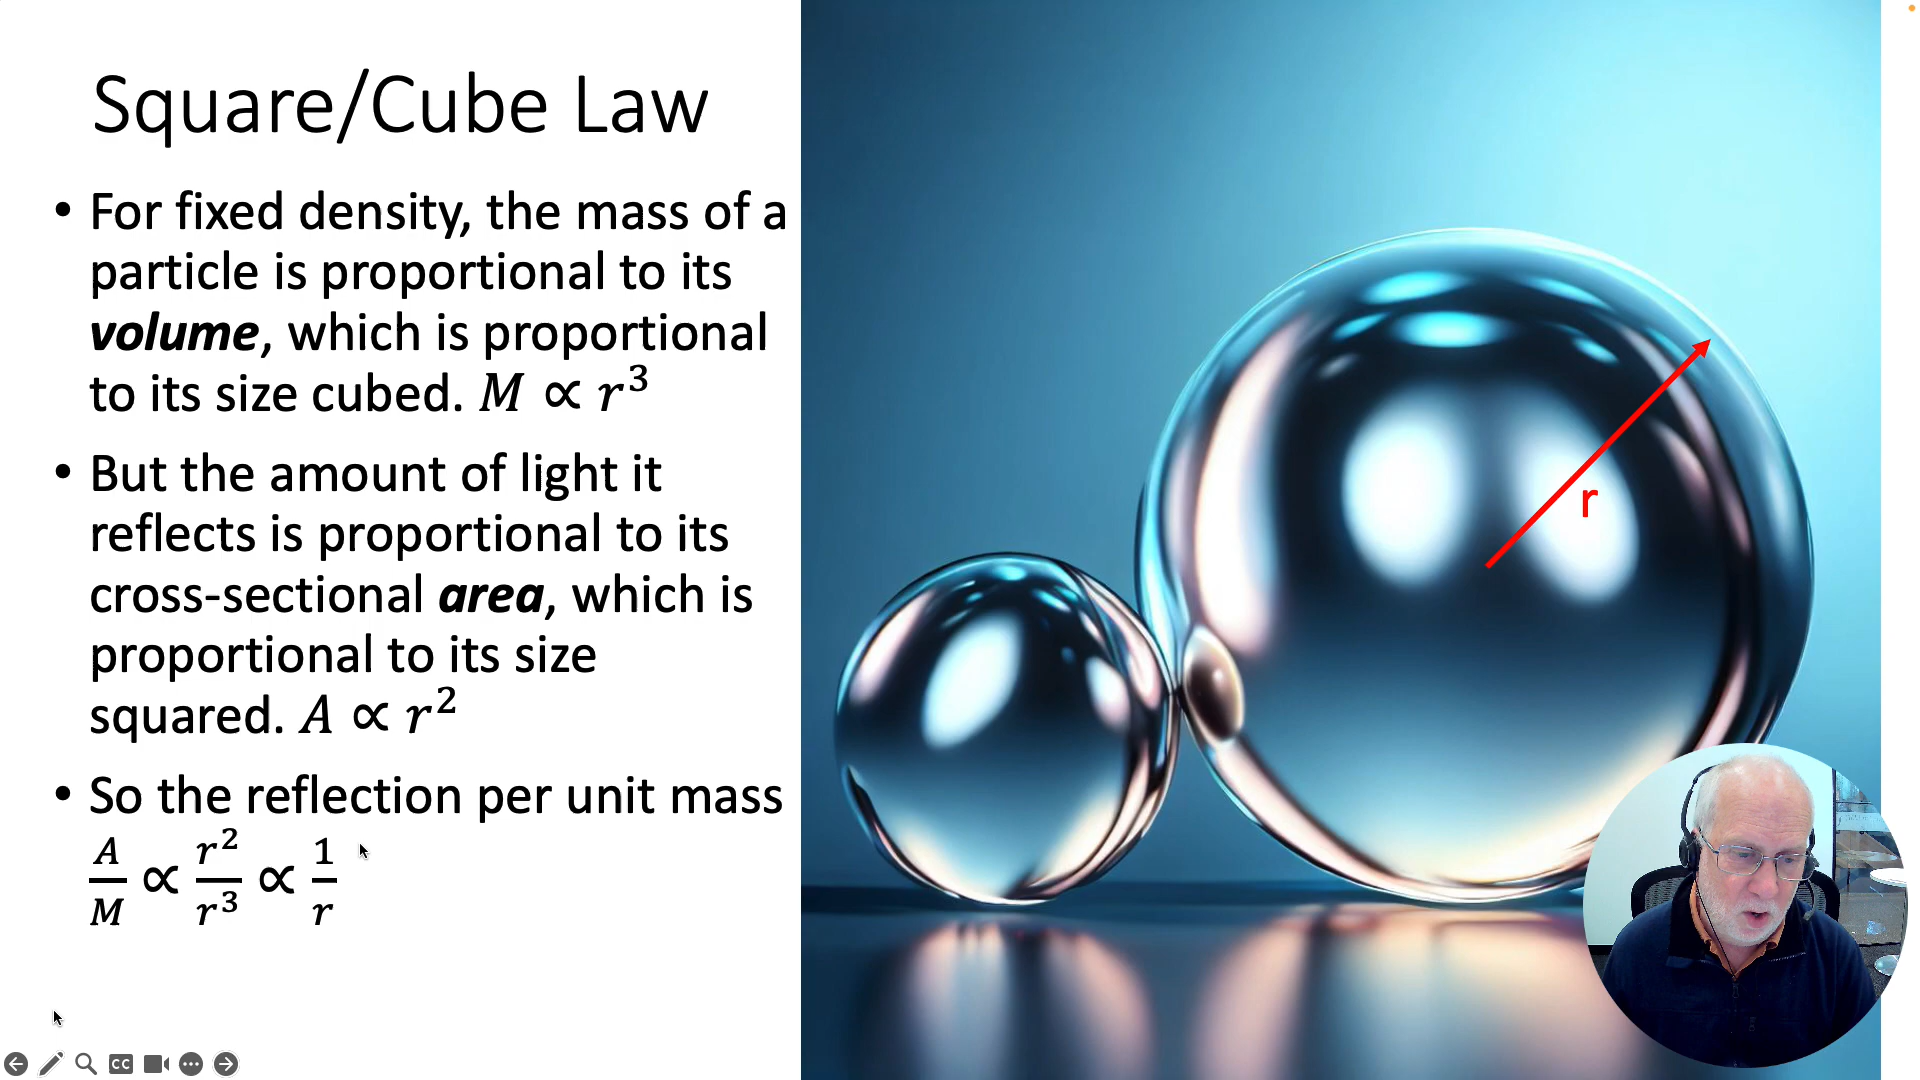 Square/Cube Law
• For fixed density, the mass of a
particle is proportional to its
volume, which is proportional
to its size cubed. M ∝ r³
• But the amount of light it
reflects is proportional to its
cross-sectional area, which is
proportional to its size
squared. A ∝ r²
• So the reflection per unit mass
A/M ∝ r²/r³ ∝ 1/r
r
CC